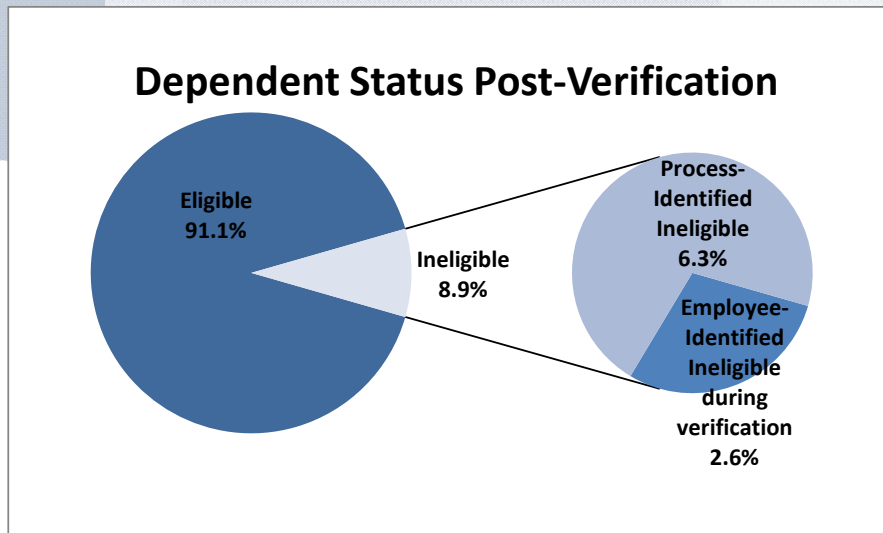 Dependent Status Post-Verification
Eligible
91.1%
Ineligible
8.9%
Process-
Identified
Ineligible
6.3%
Employee-
Identified
Ineligible
during
verification
2.6%